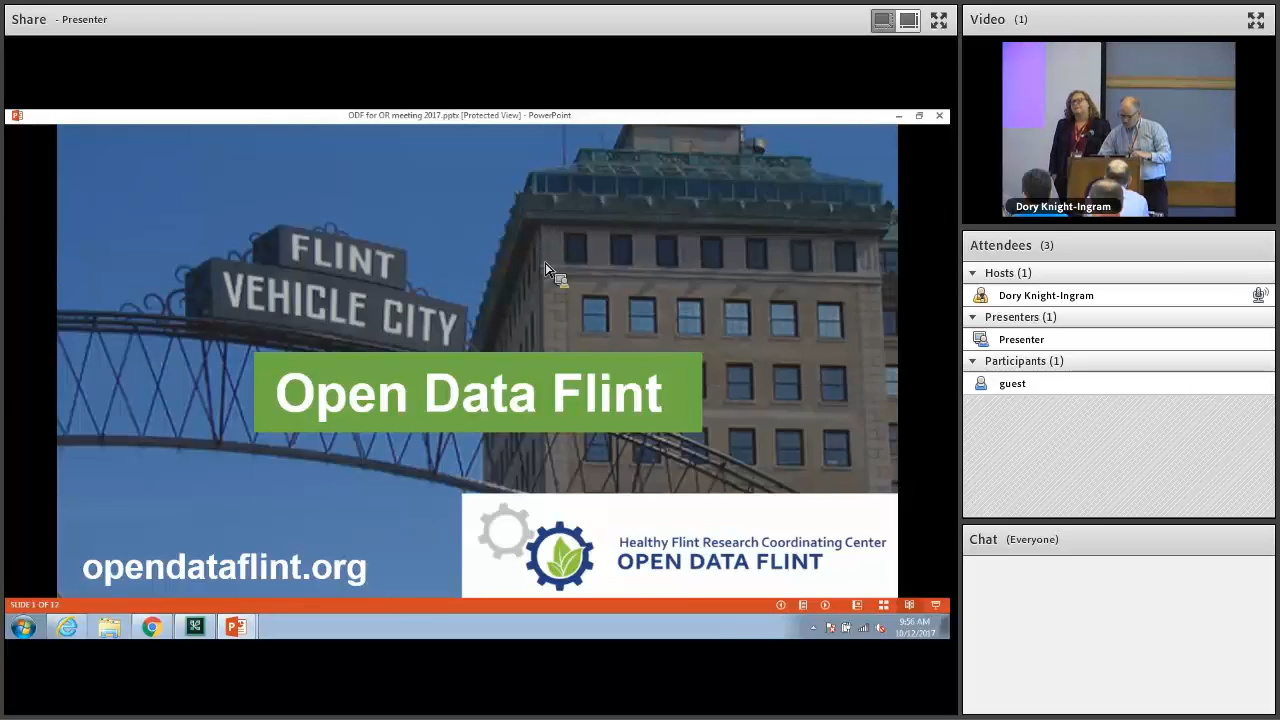 Share - Presenter
ODF for OR meeting 2017.pptx [Protected View] - PowerPoint
FLINT
VEHICLE CITY
Open Data Flint
opendataflint.org
Healthy Flint Research Coordinating Center
OPEN DATA FLINT
SLIDE 1 OF 12
9:56 AM
10/12/2017
Video (1)
Dory Knight-Ingram
Attendees (3)
Hosts (1)
Dory Knight-Ingram
Presenters (1)
Presenter
Participants (1)
guest
Chat (Everyone)